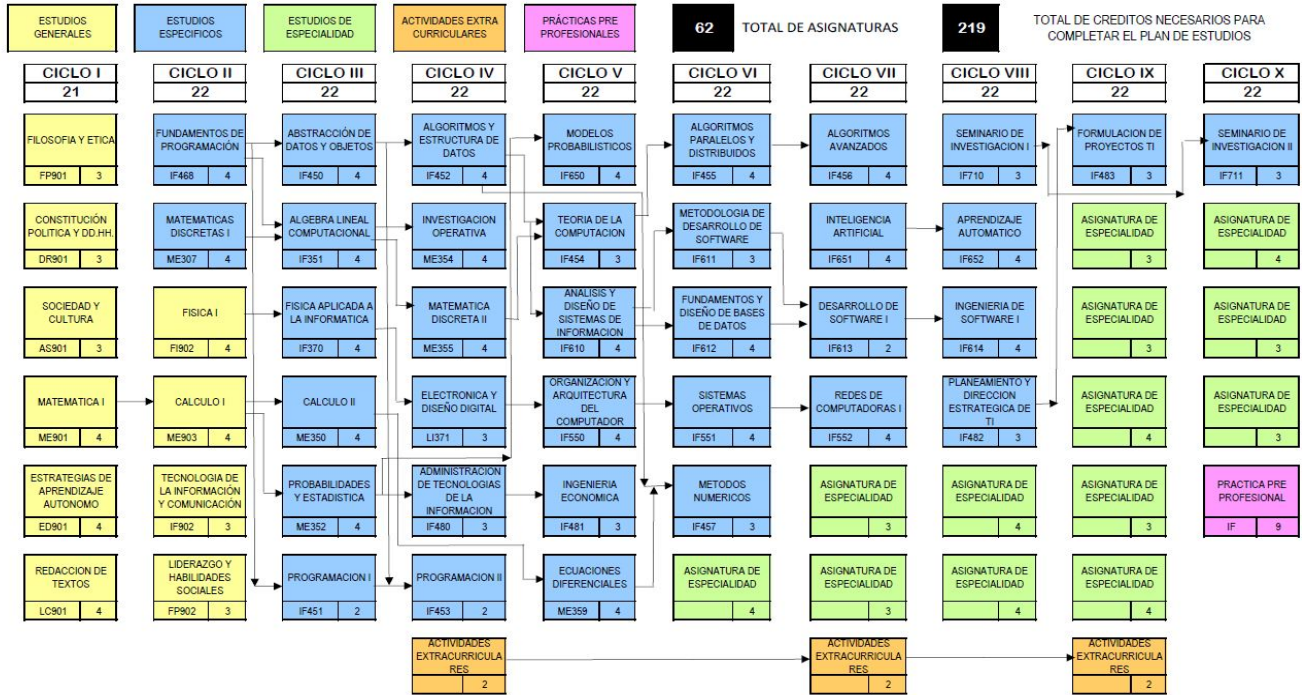 ESTUDIOS
GENERALES
ESTUDIOS
ESPECIFICOS
ESTUDIOS DE
ESPECIALIDAD
ACTIVIDADES EXTRA
CURRICULARES
PRÁCTICAS PRE
PROFESIONALES
62
TOTAL DE ASIGNATURAS
219
TOTAL DE CREDITOS NECESARIOS PARA
COMPLETAR EL PLAN DE ESTUDIOS
CICLO I
21
CICLO II
22
CICLO III
22
CICLO IV
22
CICLO V
22
CICLO VI
22
CICLO VII
22
CICLO VIII
22
CICLO IX
22
CICLO X
22
FILOSOFIA Y ETICA
FP901 3
FUNDAMENTOS DE
PROGRAMACIÓN
IF468 4
ABSTRACCIÓN DE
DATOS Y OBJETOS
IF450 4
ALGORITMOS Y
ESTRUCTURA DE
DATOS
IF452 4
MODELOS
PROBABILISTICOS
IF650 4
ALGORITMOS
PARALELOS Y
DISTRIBUIDOS
IF455 4
ALGORITMOS
AVANZADOS
IF456 4
SEMINARIO DE
INVESTIGACION I
IF710 3
FORMULACION DE
PROYECTOS TI
IF483 3
SEMINARIO DE
INVESTIGACION II
IF711 3
CONSTITUCIÓN
POLITICA Y DD.HH.
DR901 3
MATEMATICAS
DISCRETAS I
ME307 4
ALGEBRA LINEAL
COMPUTACIONAL
IF351 4
INVESTIGACION
OPERATIVA
ME354 4
TEORIA DE LA
COMPUTACION
IF454 3
METODOLOGIA DE
DESARROLLO DE
SOFTWARE
IF611 3
INTELIGENCIA
ARTIFICIAL
IF651 4
APRENDIZAJE
AUTOMATICO
IF652 4
ASIGNATURA DE
ESPECIALIDAD
3
ASIGNATURA DE
ESPECIALIDAD
4
SOCIEDAD Y
CULTURA
AS901 3
FISICA I
FI902 4
FISICA APLICADA A
LA INFORMATICA
IF370 4
MATEMATICA
DISCRETA II
ME355 4
ANALISIS Y
DISEÑO DE
SISTEMAS DE
INFORMACION
IF610 4
FUNDAMENTOS Y
DISEÑO DE BASES
DE DATOS
IF612 4
DESARROLLO DE
SOFTWARE I
IF613 2
INGENIERIA DE
SOFTWARE I
IF614 4
ASIGNATURA DE
ESPECIALIDAD
3
ASIGNATURA DE
ESPECIALIDAD
3
MATEMATICA I
ME901 4
CALCULO I
ME903 4
CALCULO II
ME350 4
ELECTRONICA Y
DISEÑO DIGITAL
LI371 3
ORGANIZACION Y
ARQUITECTURA
DEL
COMPUTADOR
IF550 4
SISTEMAS
OPERATIVOS
IF551 4
REDES DE
COMPUTADORAS I
IF552 4
PLANEAMIENTO Y
DIRECCION
ESTRATEGICA DE
TI
IF482 3
ASIGNATURA DE
ESPECIALIDAD
4
ASIGNATURA DE
ESPECIALIDAD
3
ESTRATEGIAS DE
APRENDIZAJE
AUTONOMO
ED901 4
TECNOLOGIA DE
LA INFORMACIÓN
Y COMUNICACIÓN
IF902 3
PROBABILIDADES
Y ESTADISTICA
ME352 4
ADMINISTRACION
DE TECNOLOGIAS
DE LA
INFORMACION
IF480 3
INGENIERIA
ECONOMICA
IF481 3
METODOS
NUMERICOS
IF457 3
ASIGNATURA DE
ESPECIALIDAD
3
ASIGNATURA DE
ESPECIALIDAD
4
ASIGNATURA DE
ESPECIALIDAD
3
PRACTICA PRE
PROFESIONAL
IF 9
REDACCION DE
TEXTOS
LC901 4
LIDERAZGO Y
HABILIDADES
SOCIALES
FP902 3
PROGRAMACION I
IF451 2
PROGRAMACION II
IF453 2
ECUACIONES
DIFERENCIALES
ME359 4
ASIGNATURA DE
ESPECIALIDAD
4
ASIGNATURA DE
ESPECIALIDAD
3
ASIGNATURA DE
ESPECIALIDAD
4
ASIGNATURA DE
ESPECIALIDAD
4
ACTIVIDADES
EXTRACURRICULA
RES
2
ACTIVIDADES
EXTRACURRICULA
RES
2
ACTIVIDADES
EXTRACURRICULA
RES
2